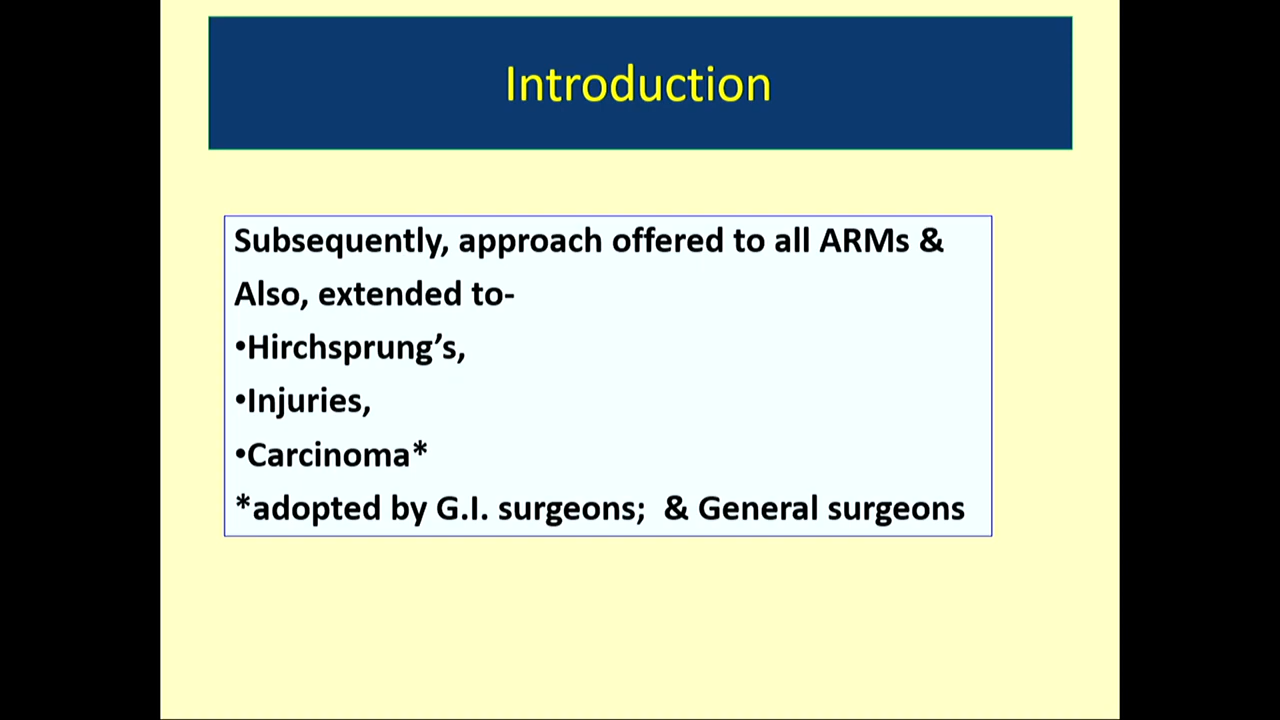 Introduction
Subsequently, approach offered to all ARMs &
Also, extended to-
•Hirchsprung’s,
•Injuries,
•Carcinoma*
*adopted by G.I. surgeons;  & General surgeons